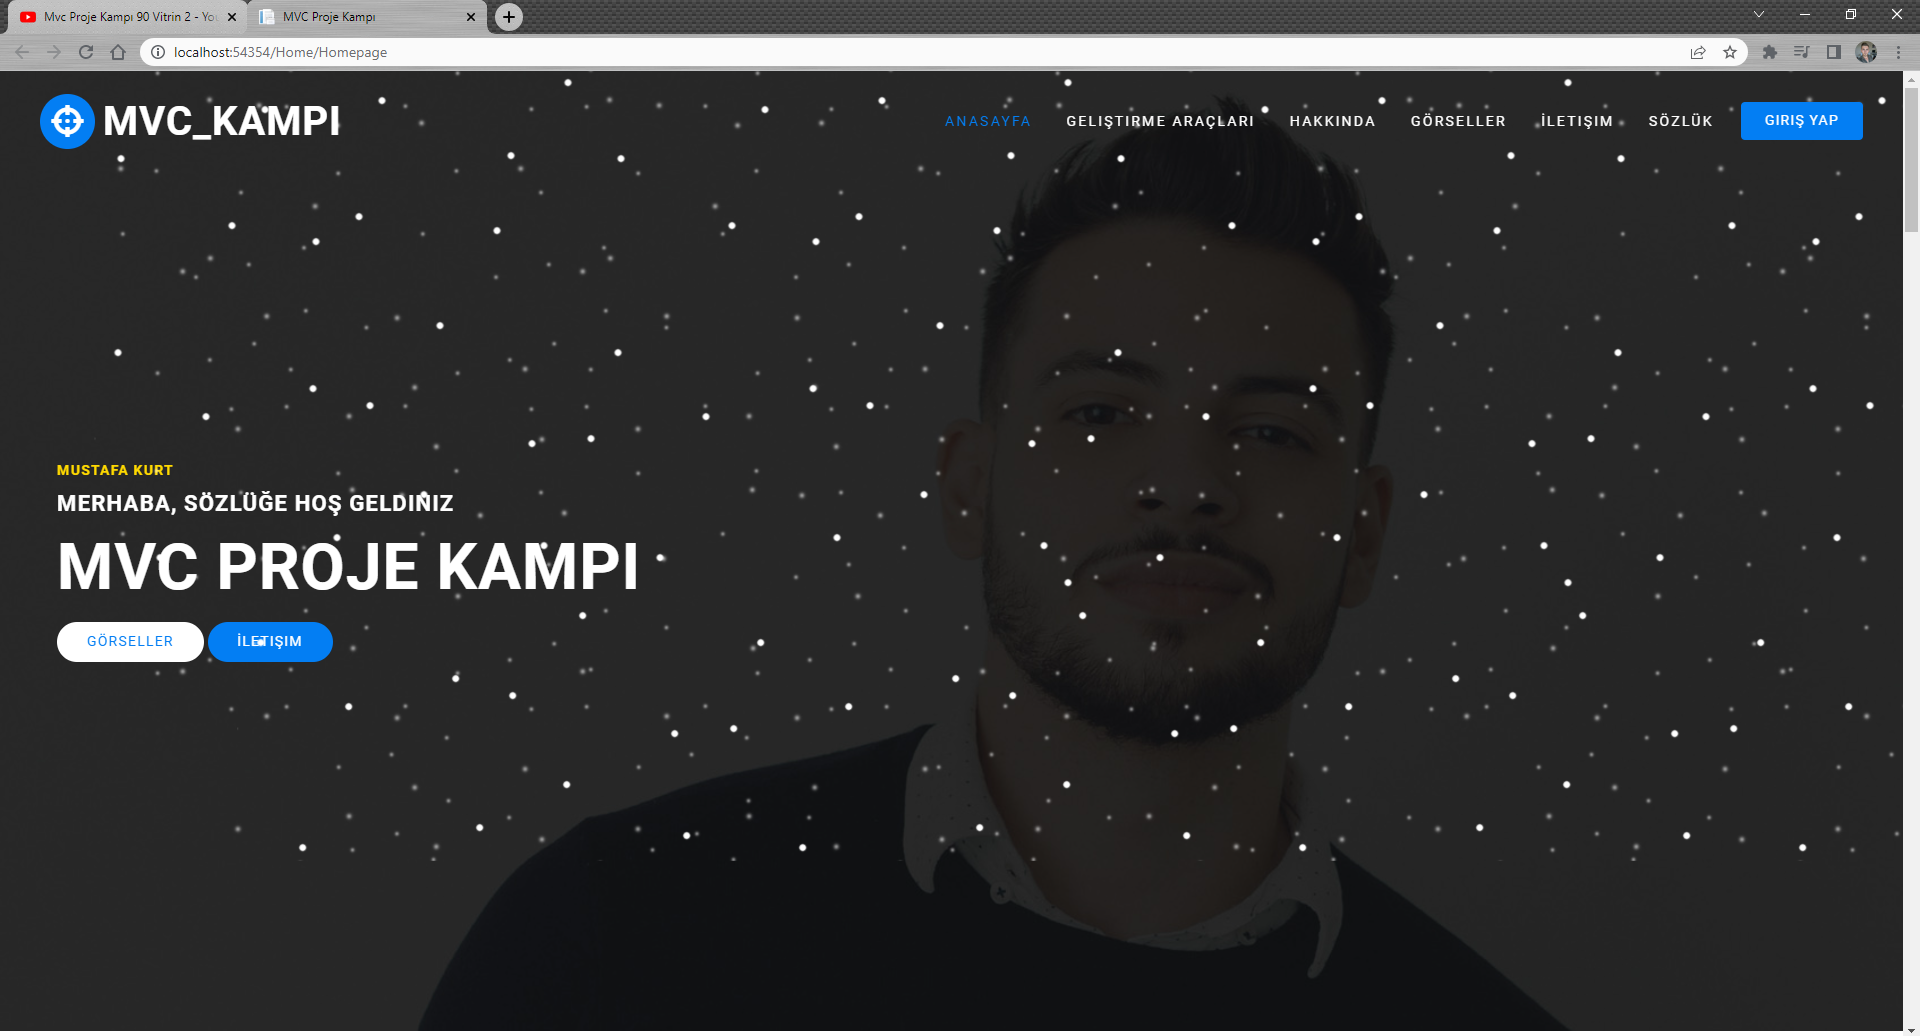 Mvc Proje Kampı 90 Vitrin 2 - You
MVC Proje Kampı
localhost:54354/Home/Homepage
MVC_KAMPI
ANASAYFA
GELIŞTIRME ARAÇLARI
HAKKINDA
GÖRSELLER
İLETIŞIM
SÖZLÜK
GIRIŞ YAP
MUSTAFA KURT
MERHABA, SÖZLÜĞE HOŞ GELDINIZ
MVC PROJE KAMPI
GÖRSELLER
İLETIŞIM